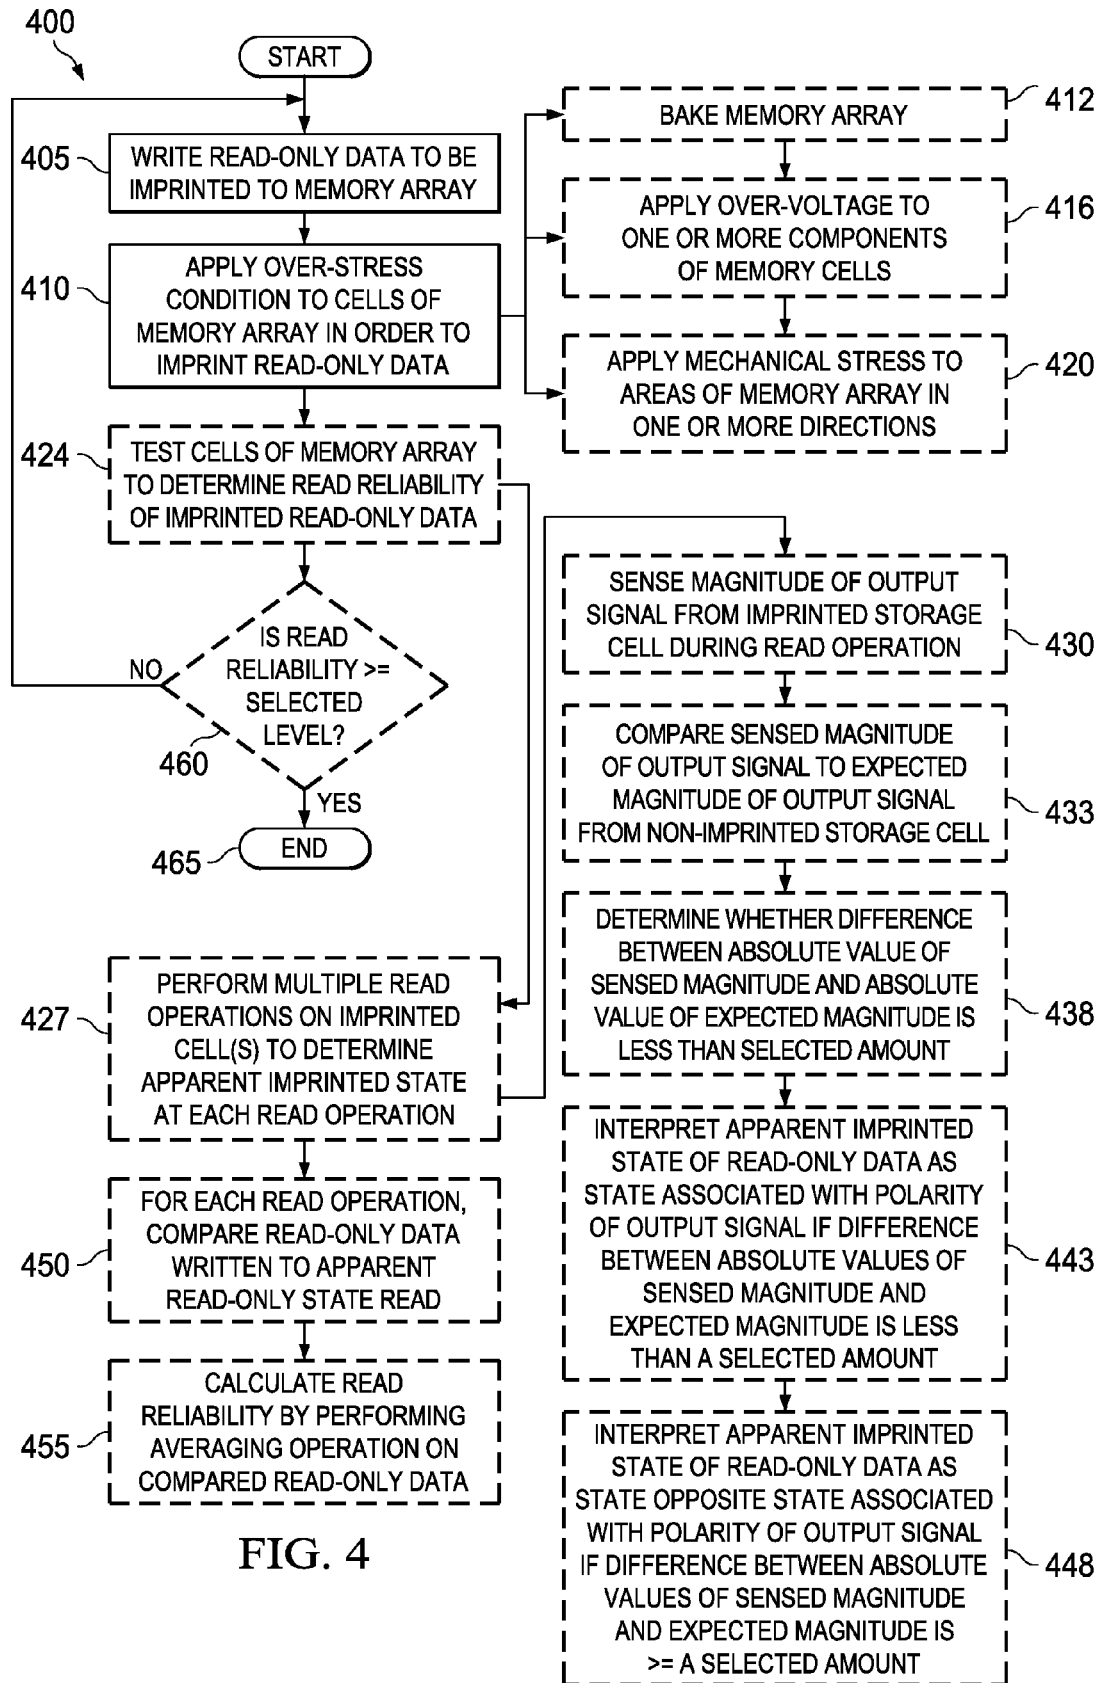 400
START
405
WRITE READ-ONLY DATA TO BE
IMPRINTED TO MEMORY ARRAY
410
APPLY OVER-STRESS
CONDITION TO CELLS OF
MEMORY ARRAY IN ORDER TO
IMPRINT READ-ONLY DATA
BAKE MEMORY ARRAY
412
APPLY OVER-VOLTAGE TO
ONE OR MORE COMPONENTS
OF MEMORY CELLS
416
APPLY MECHANICAL STRESS TO
AREAS OF MEMORY ARRAY IN
ONE OR MORE DIRECTIONS
420
424
TEST CELLS OF MEMORY ARRAY
TO DETERMINE READ RELIABILITY
OF IMPRINTED READ-ONLY DATA
IS READ
RELIABILITY >=
SELECTED
LEVEL?
NO
460
YES
END
465
427
PERFORM MULTIPLE READ
OPERATIONS ON IMPRINTED
CELL(S) TO DETERMINE
APPARENT IMPRINTED STATE
AT EACH READ OPERATION
SENSE MAGNITUDE OF OUTPUT
SIGNAL FROM IMPRINTED STORAGE
CELL DURING READ OPERATION
430
COMPARE SENSED MAGNITUDE
OF OUTPUT SIGNAL TO EXPECTED
MAGNITUDE OF OUTPUT SIGNAL
FROM NON-IMPRINTED STORAGE CELL
433
DETERMINE WHETHER DIFFERENCE
BETWEEN ABSOLUTE VALUE OF
SENSED MAGNITUDE AND ABSOLUTE
VALUE OF EXPECTED MAGNITUDE IS
LESS THAN SELECTED AMOUNT
438
INTERPRET APPARENT IMPRINTED
STATE OF READ-ONLY DATA AS
STATE ASSOCIATED WITH POLARITY
OF OUTPUT SIGNAL IF DIFFERENCE
BETWEEN ABSOLUTE VALUES OF
SENSED MAGNITUDE AND
EXPECTED MAGNITUDE IS LESS
THAN A SELECTED AMOUNT
443
INTERPRET APPARENT IMPRINTED
STATE OF READ-ONLY DATA AS
STATE OPPOSITE STATE ASSOCIATED
WITH POLARITY OF OUTPUT SIGNAL
IF DIFFERENCE BETWEEN ABSOLUTE
VALUES OF SENSED MAGNITUDE
AND EXPECTED MAGNITUDE IS
>= A SELECTED AMOUNT
448
450
FOR EACH READ OPERATION,
COMPARE READ-ONLY DATA
WRITTEN TO APPARENT
READ-ONLY STATE READ
455
CALCULATE READ
RELIABILITY BY PERFORMING
AVERAGING OPERATION ON
COMPARED READ-ONLY DATA
FIG. 4